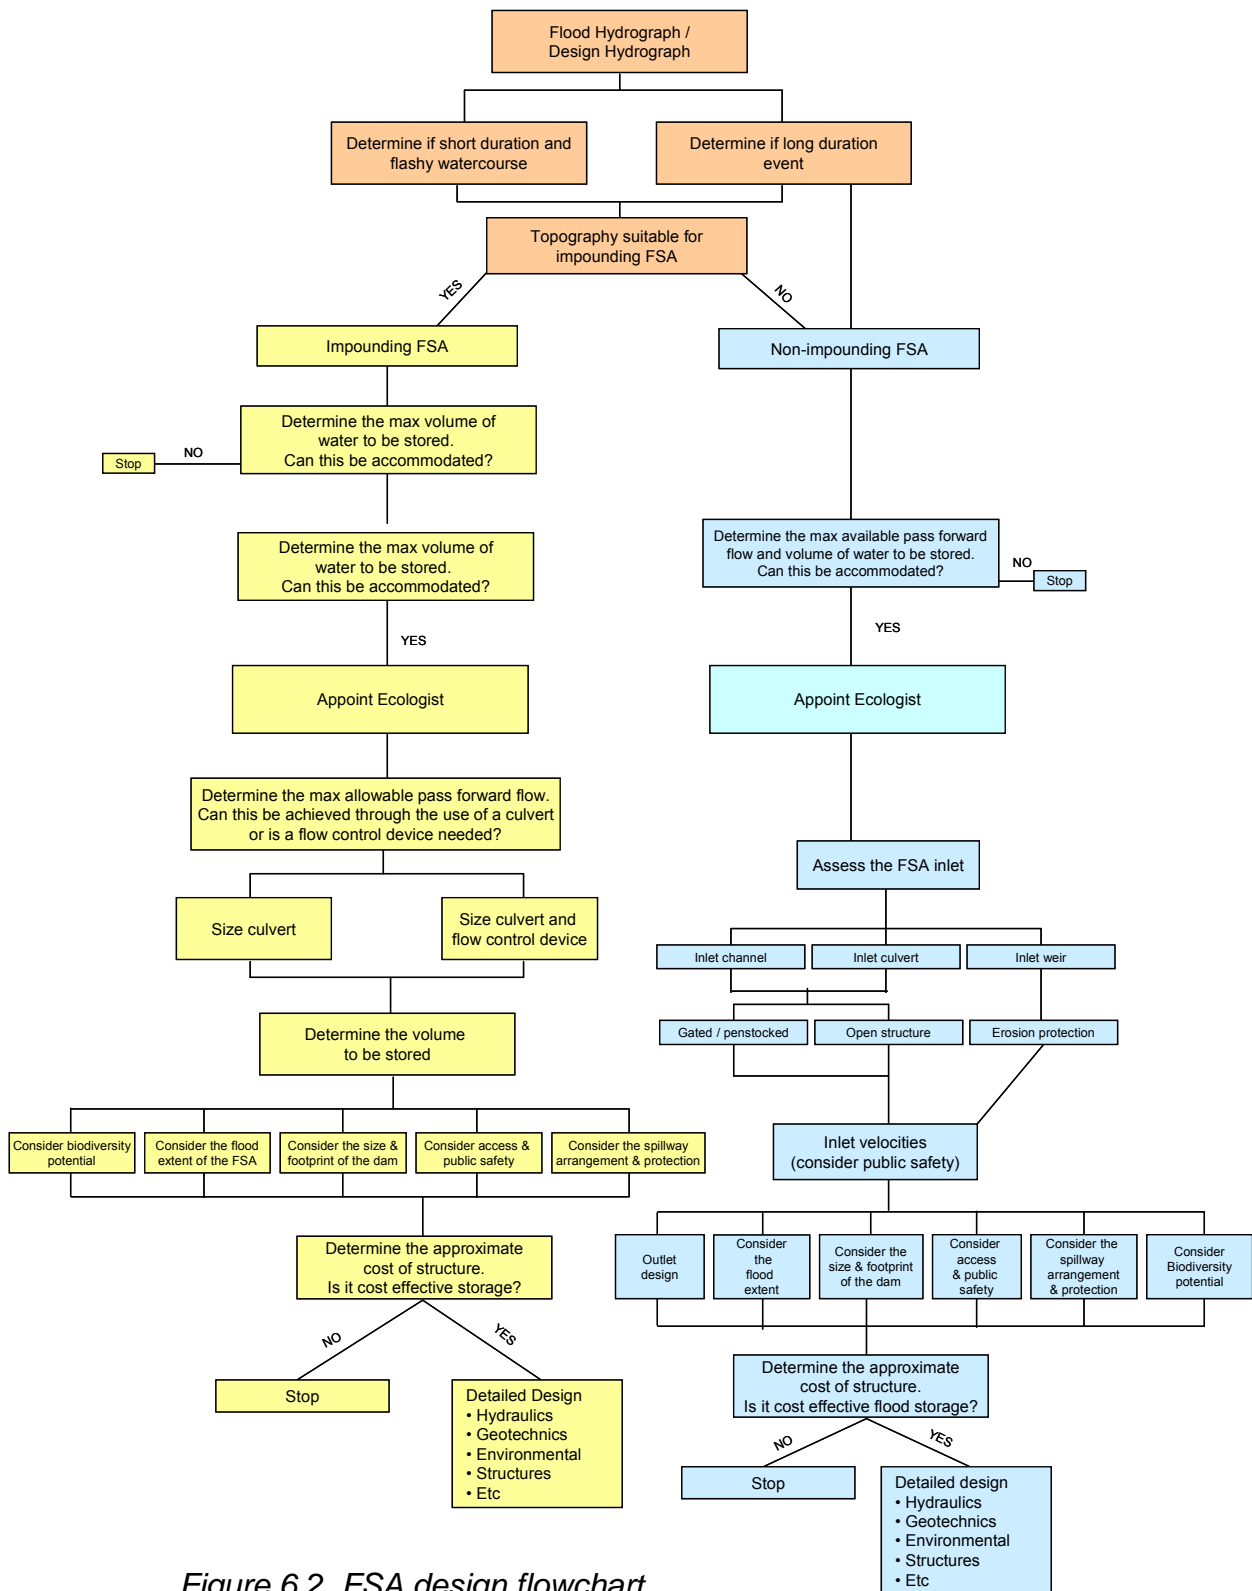 Flood Hydrograph /
Design Hydrograph
Determine if short duration and
flashy watercourse
Determine if long duration
event
Topography suitable for
impounding FSA
YES
NO
Impounding FSA
Non-impounding FSA
Determine the max volume of
water to be stored.
Can this be accommodated?
NO
Stop
Determine the max volume of
water to be stored.
Can this be accommodated?
Determine the max available pass forward
flow and volume of water to be stored.
Can this be accommodated?
NO
Stop
YES
YES
Appoint Ecologist
Appoint Ecologist
Determine the max allowable pass forward flow.
Can this be achieved through the use of a culvert
or is a flow control device needed?
Assess the FSA inlet
Size culvert
Size culvert and
flow control device
Inlet channel
Inlet culvert
Inlet weir
Determine the volume
to be stored
Gated / penstocked
Open structure
Erosion protection
Consider biodiversity
potential
Consider the flood
extent of the FSA
Consider the size &
footprint of the dam
Consider access &
public safety
Consider the spillway
arrangement & protection
Inlet velocities
(consider public safety)
Determine the approximate
cost of structure.
Is it cost effective storage?
Outlet
design
Consider
the
flood
extent
Consider the
size & footprint
of the dam
Consider
access
& public
safety
Consider the
spillway
arrangement
& protection
Consider
Biodiversity
potential
NO
YES
Stop
Detailed Design
• Hydraulics
• Geotechnics
• Environmental
• Structures
• Etc
Determine the approximate
cost of structure.
Is it cost effective flood storage?
NO
YES
Stop
Detailed design
• Hydraulics
• Geotechnics
• Environmental
• Structures
• Etc
Figure 6.2 FSA design flowchart